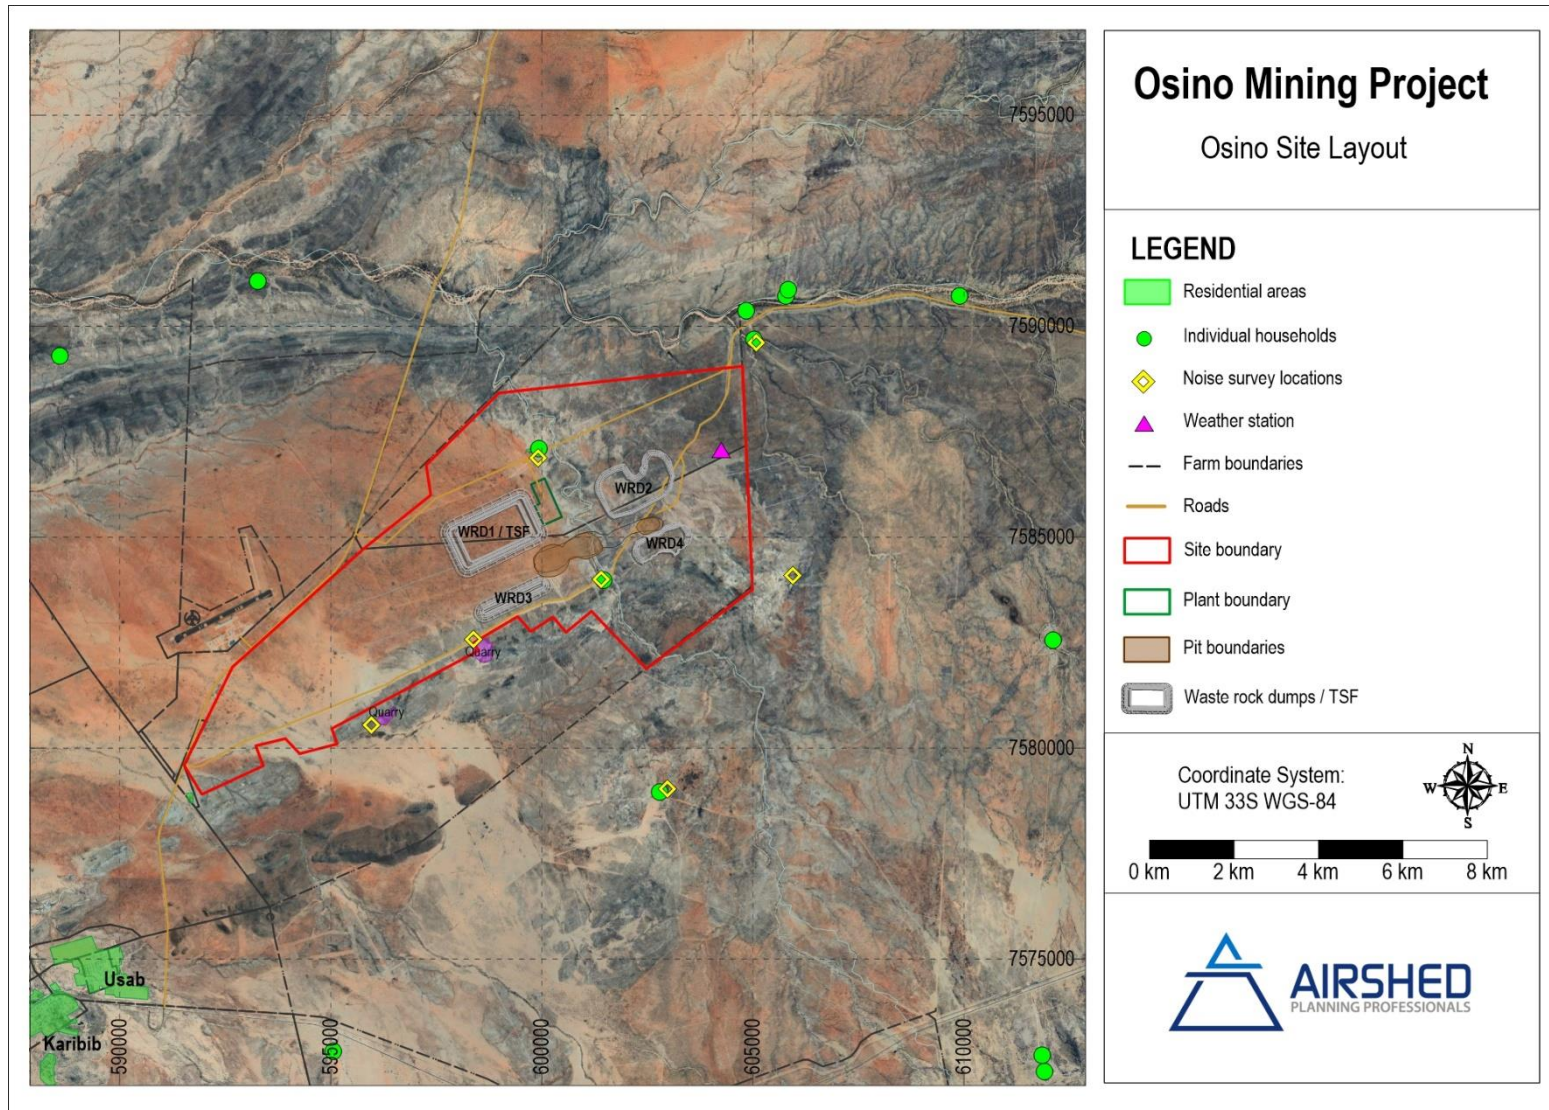 Osino Mining Project
Osino Site Layout
LEGEND
Residential areas
Individual households
Noise survey locations
Weather station
Farm boundaries
Roads
Site boundary
Plant boundary
Pit boundaries
Waste rock dumps / TSF
Coordinate System:
UTM 33S WGS-84
N
W E
S
0 km 2 km 4 km 6 km 8 km
AIRSHED
PLANNING PROFESSIONALS
7595000
7590000
WRD2
7585000
WRD1 / TSF
WRD4
WRD3
Quarry
Quarry
7580000
7575000
Usab
Karibib
590000
595000
600000
605000
610000